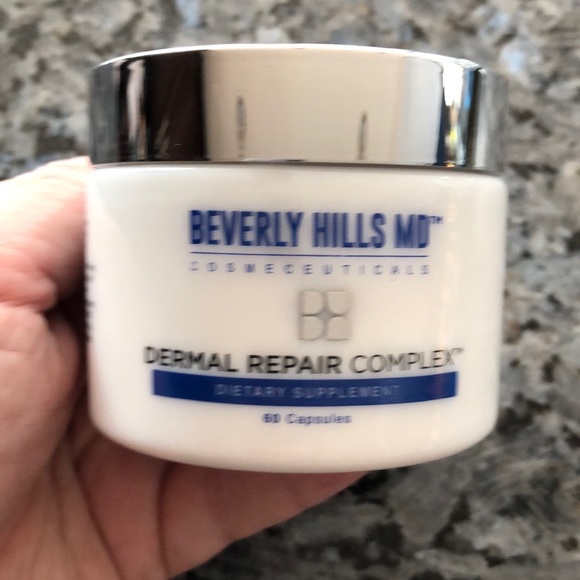 BEVERLY HILLS MD™
COSMECEUTICALS
DERMAL REPAIR COMPLEX™
DIETARY SUPPLEMENT
60 Capsules